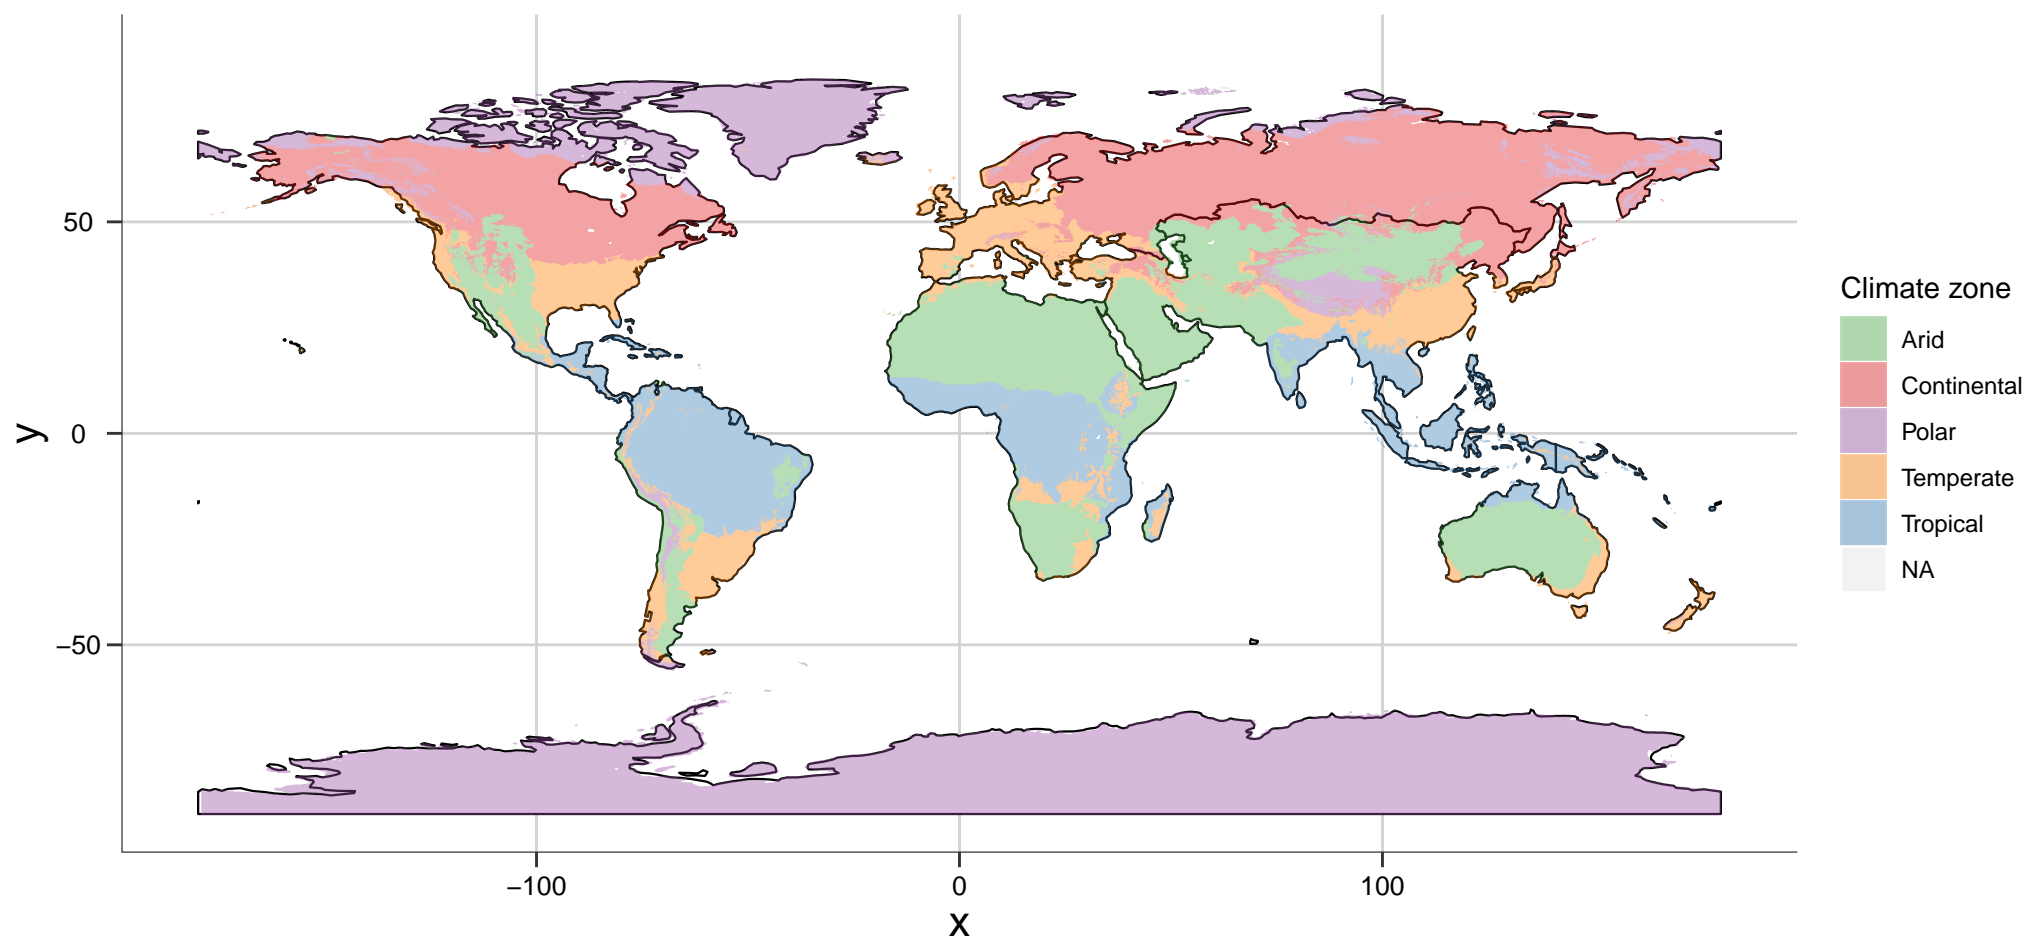 50
0
−50
y
−100
0
100
x
Climate zone
Arid
Continental
Polar
Temperate
Tropical
NA